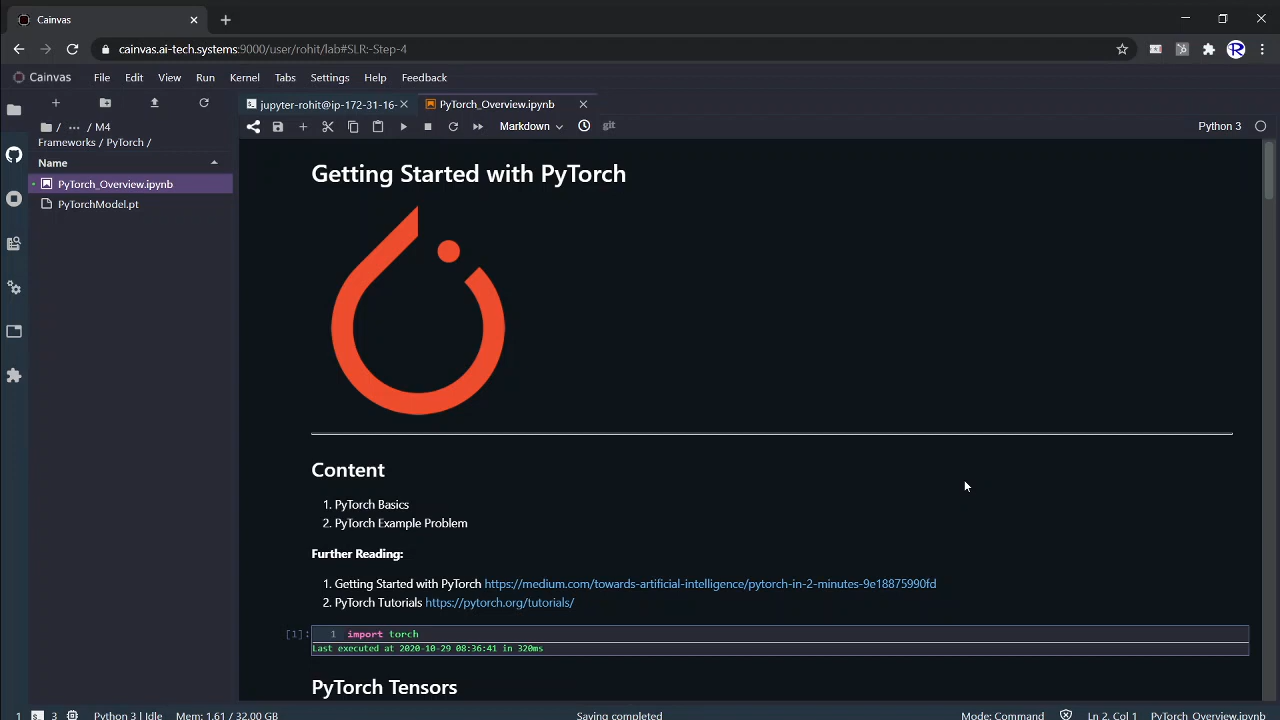 Cainvas
cainvas.ai-tech.systems:9000/user/rohit/lab#SLR:-Step-4
Cainvas File Edit View Run Kernel Tabs Settings Help Feedback
jupyter-rohit@ip-172-31-16- PyTorch_Overview.ipynb
/ ... / M4
Frameworks / PyTorch /
Markdown git Python 3
Name
PyTorch_Overview.ipynb
PyTorchModel.pt
Getting Started with PyTorch
Content
1. PyTorch Basics
2. PyTorch Example Problem
Further Reading:
1. Getting Started with PyTorch https://medium.com/towards-artificial-intelligence/pytorch-in-2-minutes-9e18875990fd
2. PyTorch Tutorials https://pytorch.org/tutorials/
[1]: 1 import torch
Last executed at 2020-10-29 08:36:41 in 320ms
PyTorch Tensors
1 3 Python 3 | Idle Mem: 1.61 / 32.00 GB Saving completed Mode: Command Ln 2, Col 1 PyTorch_Overview.ipynb